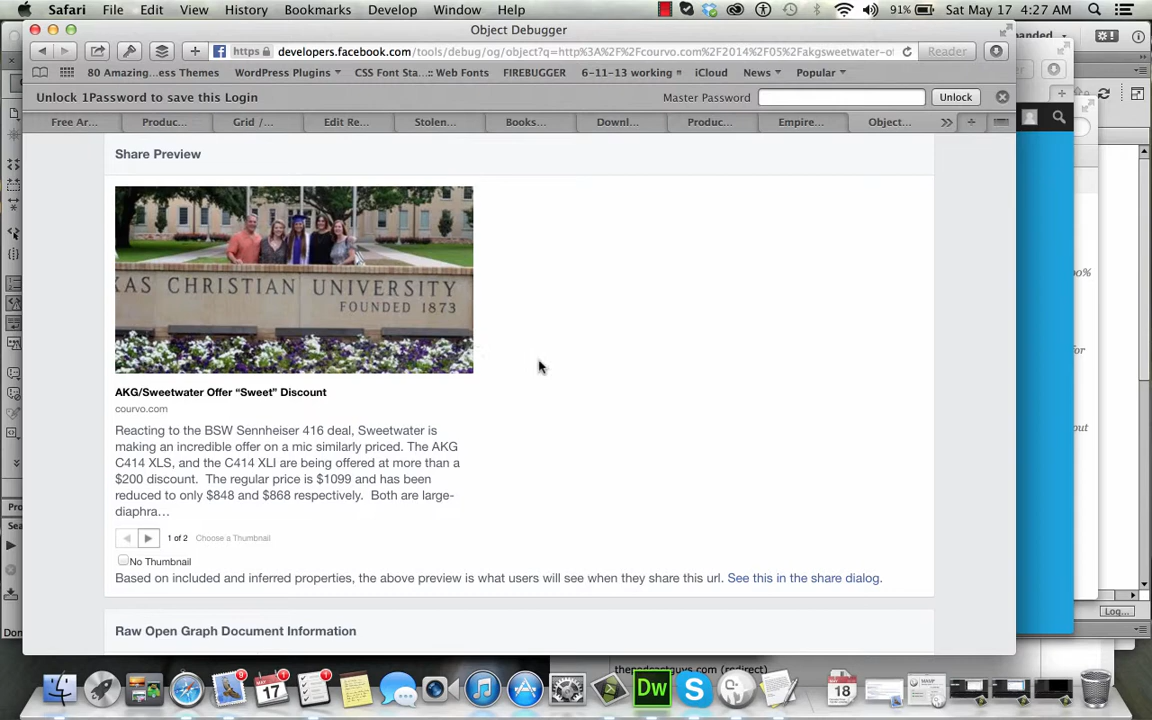 Safari File Edit View History Bookmarks Develop Window Help 91% Sat May 17 4:27 AM
Object Debugger
https developers.facebook.com/tools/debug/og/object?q=http%3A%2F%2Fcourvo.com%2F2014%2F05%2Fakgsweetwater-o Reader
80 Amazing...ess Themes WordPress Plugins CSS Font Sta...:: Web Fonts FIREBUGGER 6-11-13 working iCloud News Popular
Unlock 1Password to save this Login Master Password Unlock
Free Ar... Produc... Grid /... Edit Re... Stolen... Books... Downl... Produc... Empire... Object...
Share Preview
XAS CHRISTIAN UNIVERSITY
FOUNDED 1873
AKG/Sweetwater Offer “Sweet” Discount
courvo.com
Reacting to the BSW Sennheiser 416 deal, Sweetwater is
making an incredible offer on a mic similarly priced. The AKG
C414 XLS, and the C414 XLI are being offered at more than a
$200 discount. The regular price is $1099 and has been
reduced to only $848 and $868 respectively. Both are large-
diaphra…
1 of 2 Choose a Thumbnail
No Thumbnail
Based on included and inferred properties, the above preview is what users will see when they share this url. See this in the share dialog.
Raw Open Graph Document Information
thepodcastguys.com (redirect)
Log...
17
Dw
18